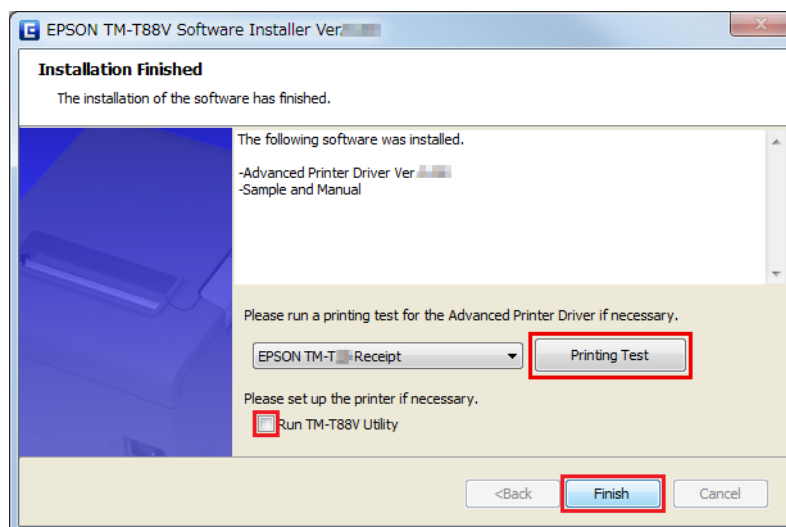 EPSON TM-T88V Software Installer Ver.
Installation Finished
The installation of the software has finished.
The following software was installed.
-Advanced Printer Driver Ver
-Sample and Manual
Please run a printing test for the Advanced Printer Driver if necessary.
EPSON TM-T Receipt
Printing Test
Please set up the printer if necessary.
Run TM-T88V Utility
<Back
Finish
Cancel